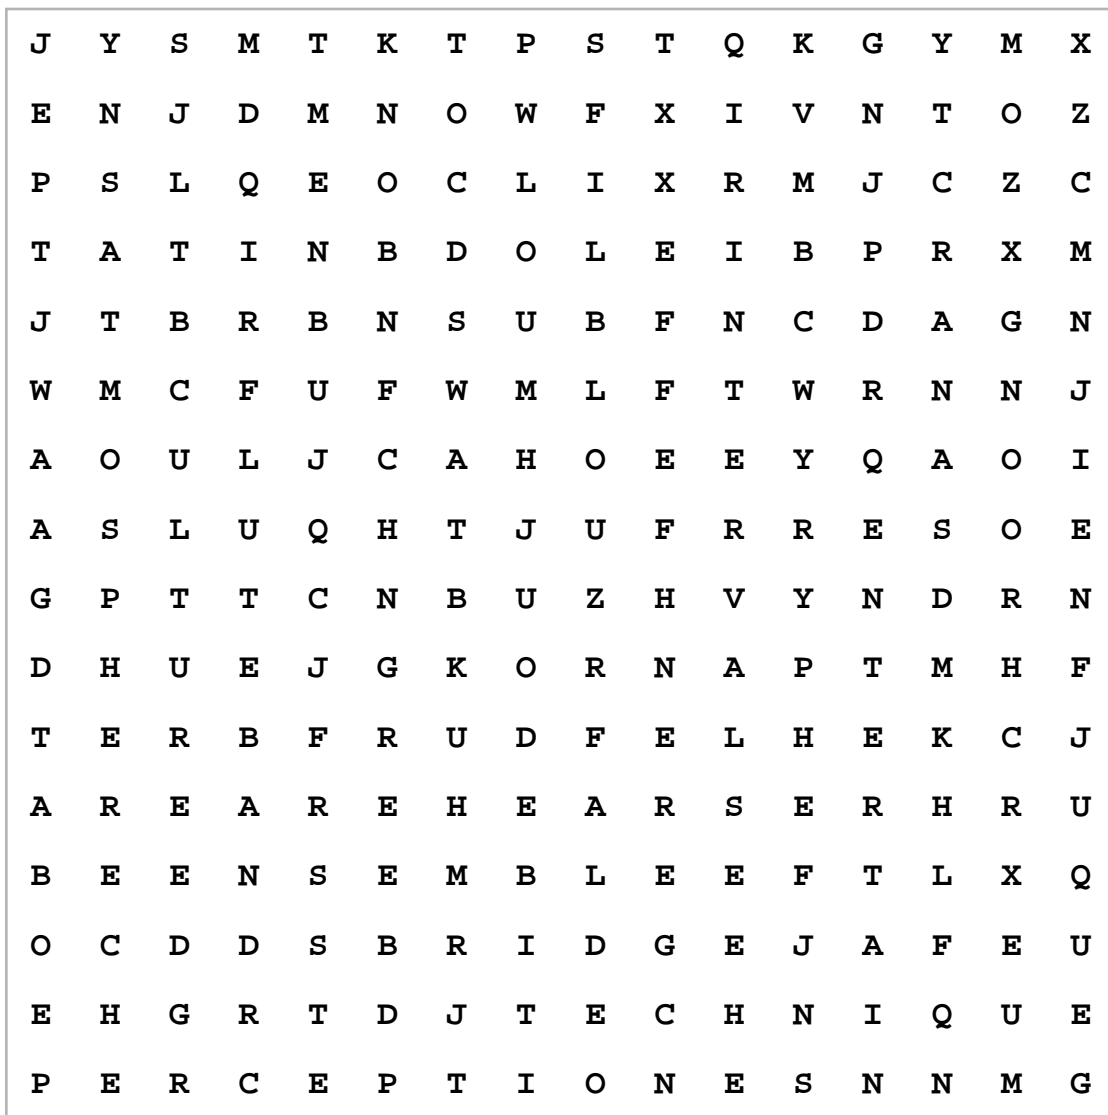 J Y S M T K T P S T Q K G Y M X
E N J D M N O W F X I V N T O Z
P S L Q E O C L I X R M J C Z C
T A T I N B D O L E I B P R X M
J T B R B N S U B F N C D A G N
W M C F U F W M L F T W R N N J
A O U L J C A H O E E Y Q A O I
A S L U Q H T J U F R R E S O E
G P T T C N B U Z H V Y N D R N
D H U E J G K O R N A P T M H F
T E R B F R U D F E L H E K C J
A R E A R E H E A R S E R H R U
B E E N S E M B L E E F T L X Q
O C D D S B R I D G E J A F E U
E H G R T D J T E C H N I Q U E
P E R C E P T I O N E S N N M G